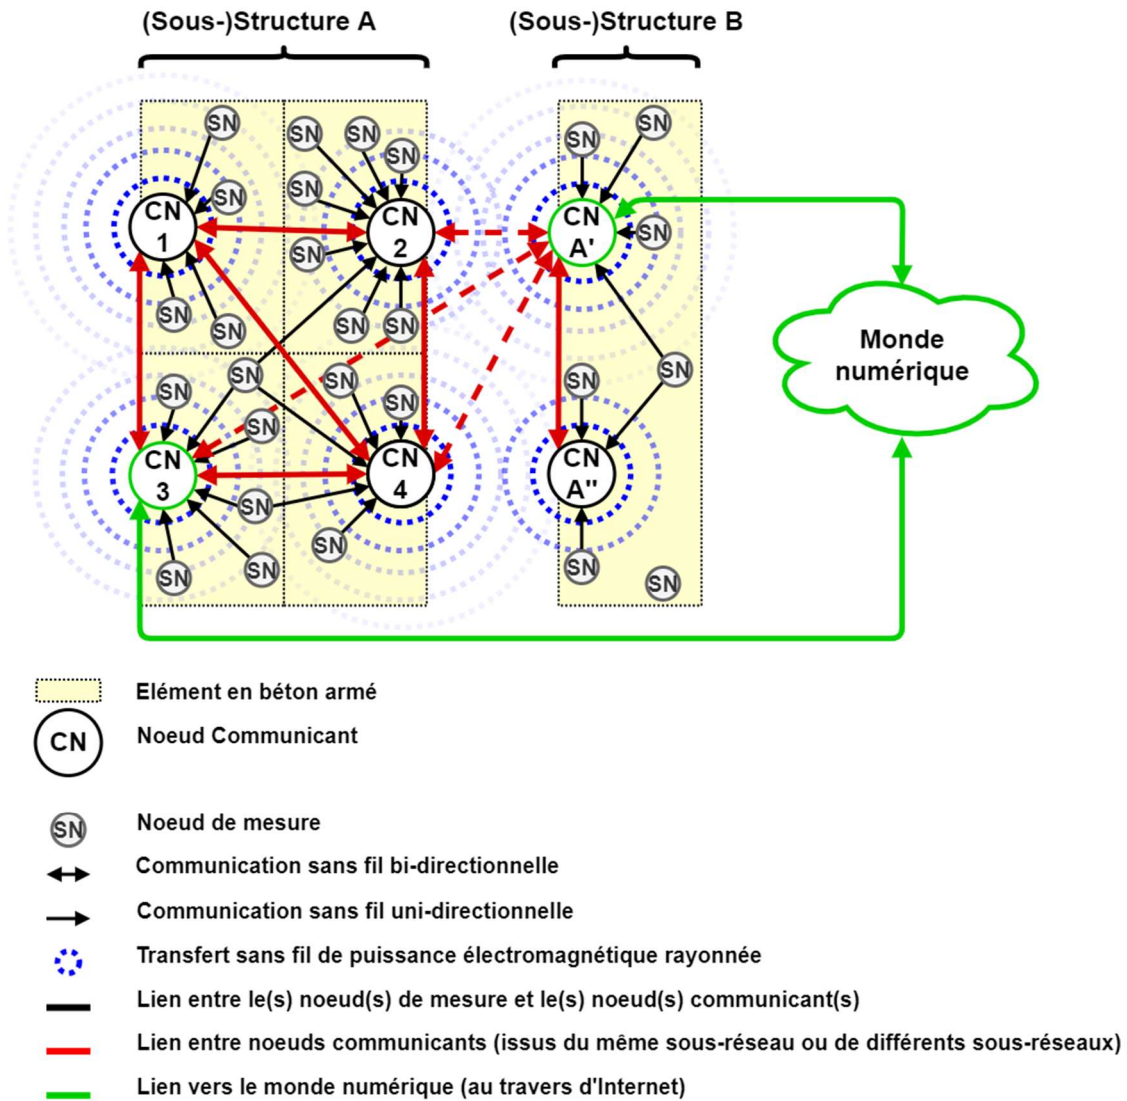 (Sous-)Structure A
(Sous-)Structure B
SN
SN
SN
SN
SN
SN
SN
SN
SN
CN
1
CN
2
CN
A'
SN
SN
SN
SN
SN
SN
Monde
numérique
SN
SN
SN
SN
SN
SN
SN
SN
CN
3
CN
4
CN
A"
SN
SN
SN
SN
SN
SN
Elément en béton armé
CN
Noeud Communicant
SN
Noeud de mesure
Communication sans fil bi-directionnelle
Communication sans fil uni-directionnelle
Transfert sans fil de puissance électromagnétique rayonnée
Lien entre le(s) noeud(s) de mesure et le(s) noeud(s) communicant(s)
Lien entre noeuds communicants (issus du même sous-réseau ou de différents sous-réseaux)
Lien vers le monde numérique (au travers d'Internet)